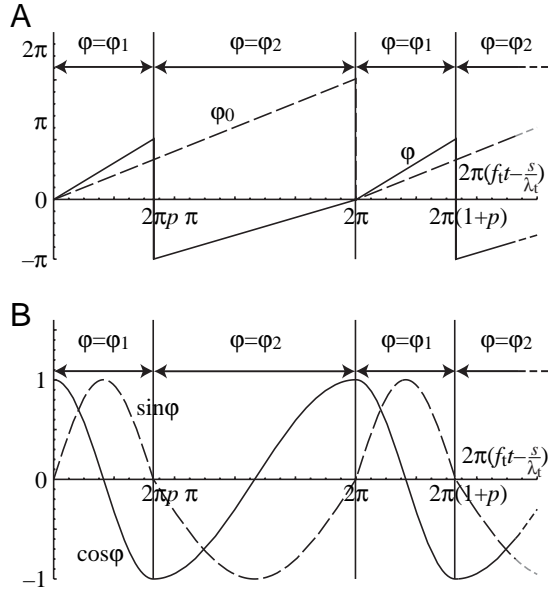 A
2π
φ=φ1 φ=φ2 φ=φ1 φ=φ2
π
φ0
φ
2π(ftt–s/λt)
0
2πp π 2π 2π(1+p)
–π
B
φ=φ1 φ=φ2 φ=φ1 φ=φ2
1
sinφ
2π(ftt–s/λt)
0
2πp π 2π 2π(1+p)
cosφ
–1